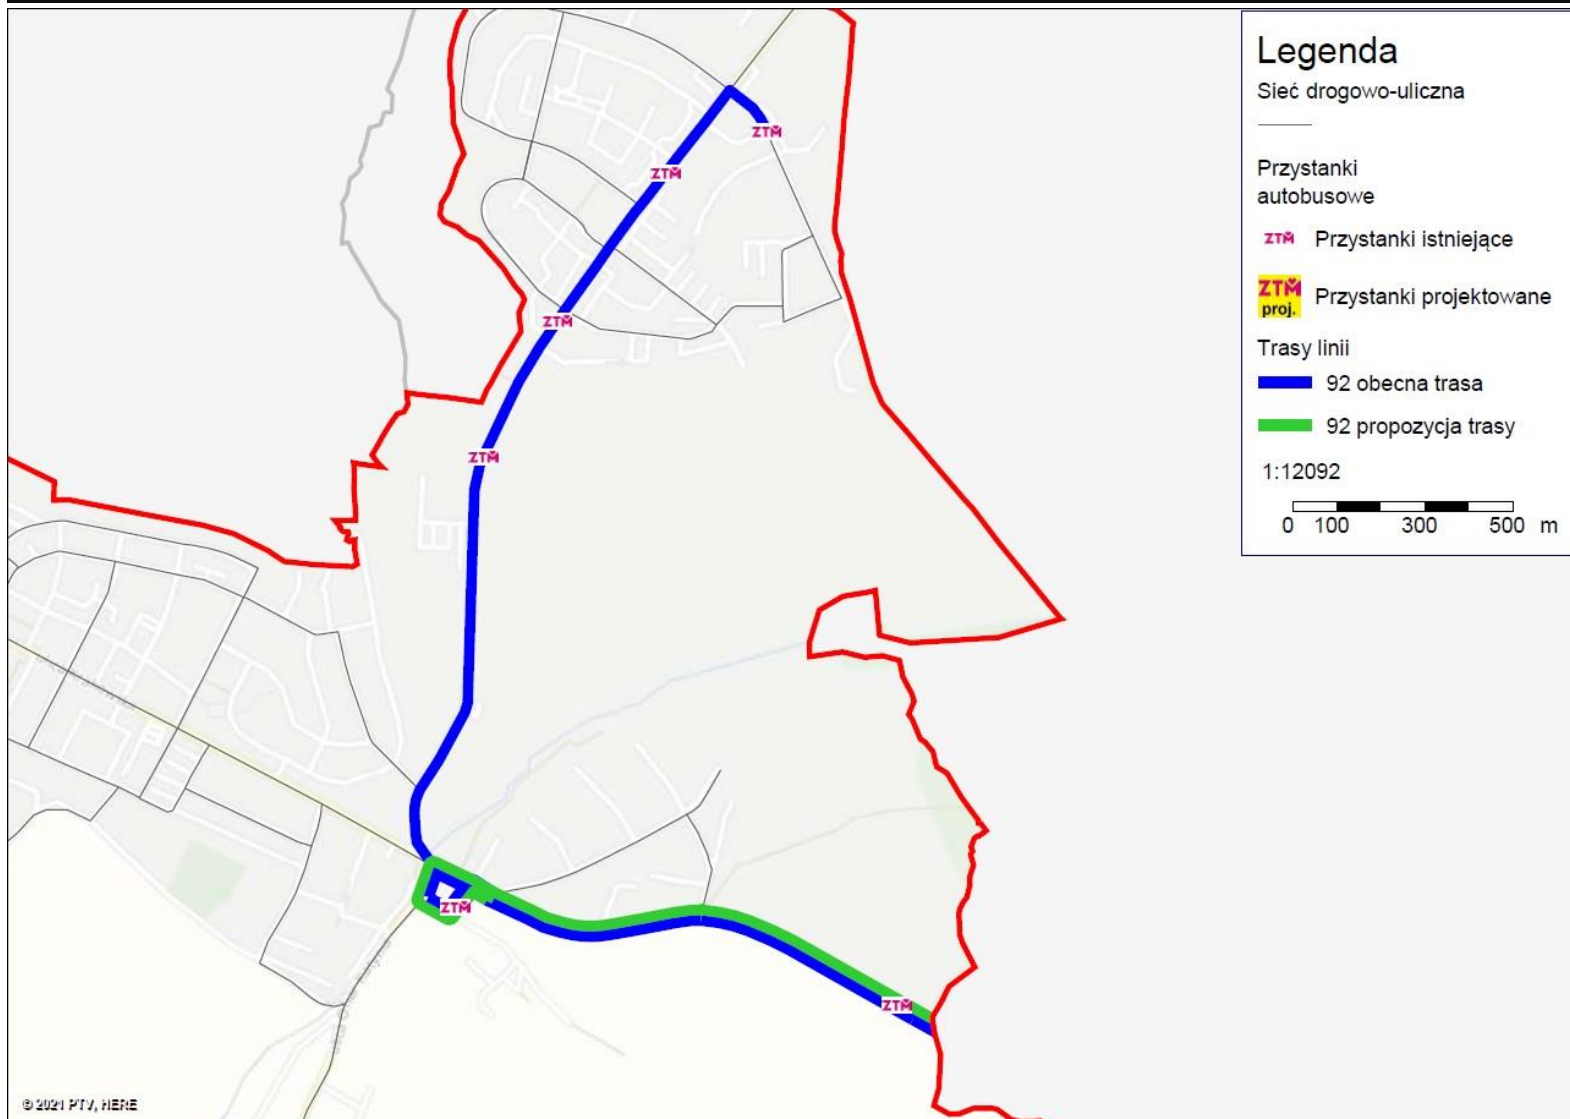 Legenda
Sieć drogowo-uliczna
Przystanki
autobusowe
ZTM Przystanki istniejące
ZTM
proj. Przystanki projektowane
Trasy linii
92 obecna trasa
92 propozycja trasy
1:12092
0 100 300 500 m
ZTM
ZTM
ZTM
ZTM
ZTM
ZTM
© 2021 PTV, HERE